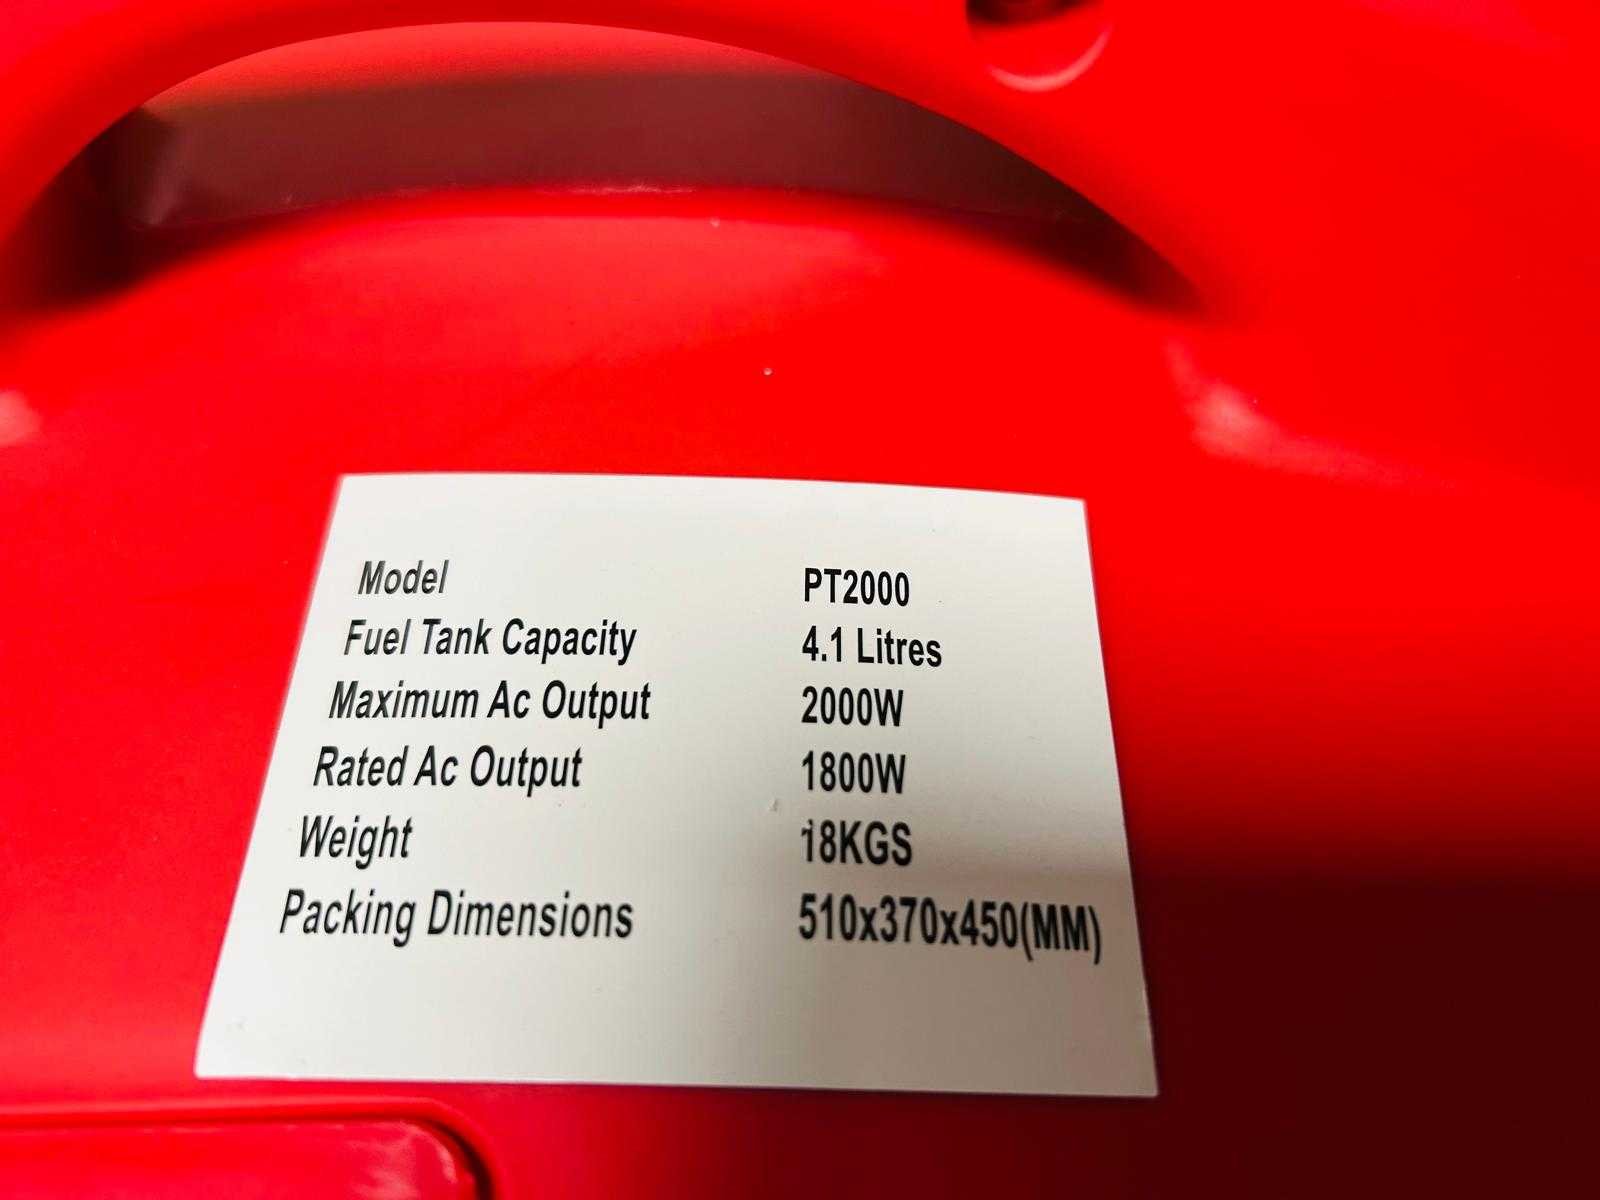 Model PT2000
Fuel Tank Capacity 4.1 Litres
Maximum Ac Output 2000W
Rated Ac Output 1800W
Weight 18KGS
Packing Dimensions 510x370x450(MM)